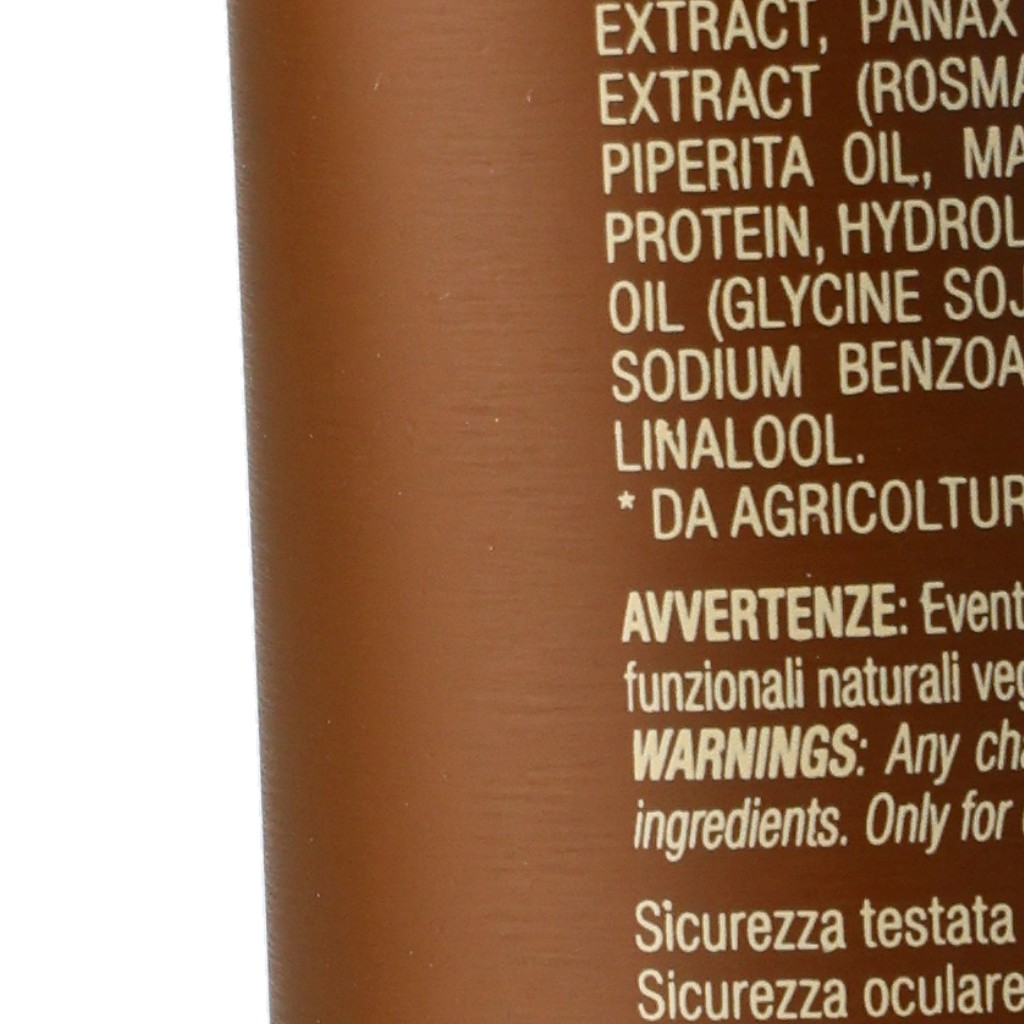 EXTRACT, PANAX
EXTRACT (ROSMA
PIPERITA OIL, MA
PROTEIN, HYDROL
OIL (GLYCINE SOJ
SODIUM BENZOA
LINALOOL.
* DA AGRICOLTUR
AVVERTENZE: Event
funzionali naturali veg
WARNINGS: Any cha
ingredients. Only for
Sicurezza testata
Sicurezza oculare